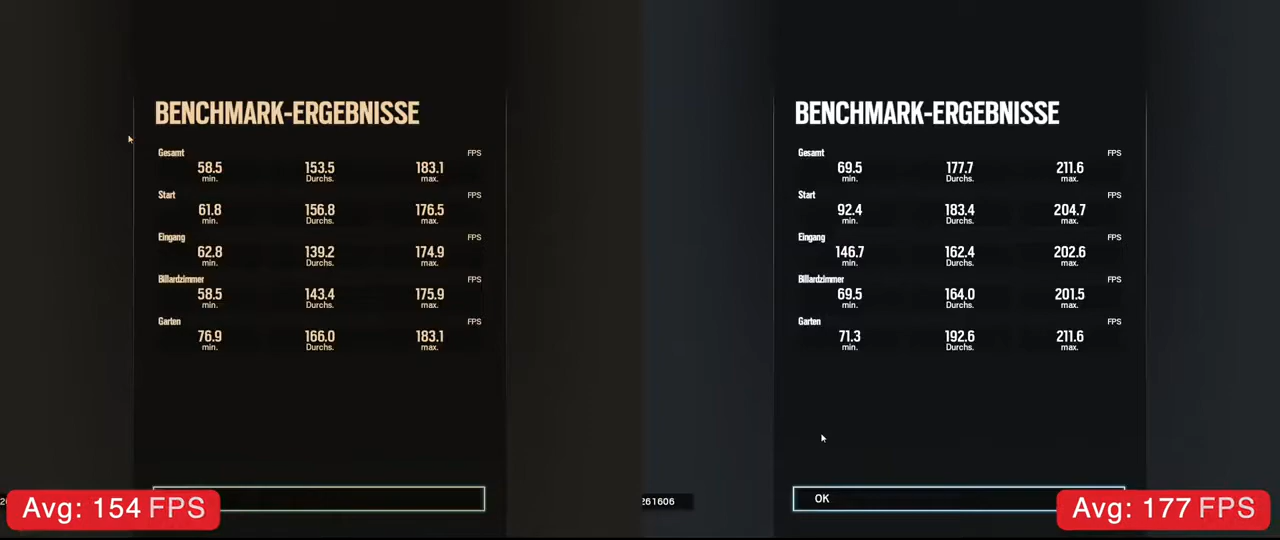 BENCHMARK-ERGEBNISSE
Gesamt FPS
58.5 153.5 183.1
min. Durchs. max.
Start FPS
61.8 156.8 176.5
min. Durchs. max.
Eingang FPS
62.8 139.2 174.9
min. Durchs. max.
Billardzimmer FPS
58.5 143.4 175.9
min. Durchs. max.
Garten FPS
76.9 166.0 183.1
min. Durchs. max.
Avg: 154 FPS
BENCHMARK-ERGEBNISSE
Gesamt FPS
69.5 177.7 211.6
min. Durchs. max.
Start FPS
92.4 183.4 204.7
min. Durchs. max.
Eingang FPS
146.7 162.4 202.6
min. Durchs. max.
Billardzimmer FPS
69.5 164.0 201.5
min. Durchs. max.
Garten FPS
71.3 192.6 211.6
min. Durchs. max.
OK
261606
Avg: 177 FPS